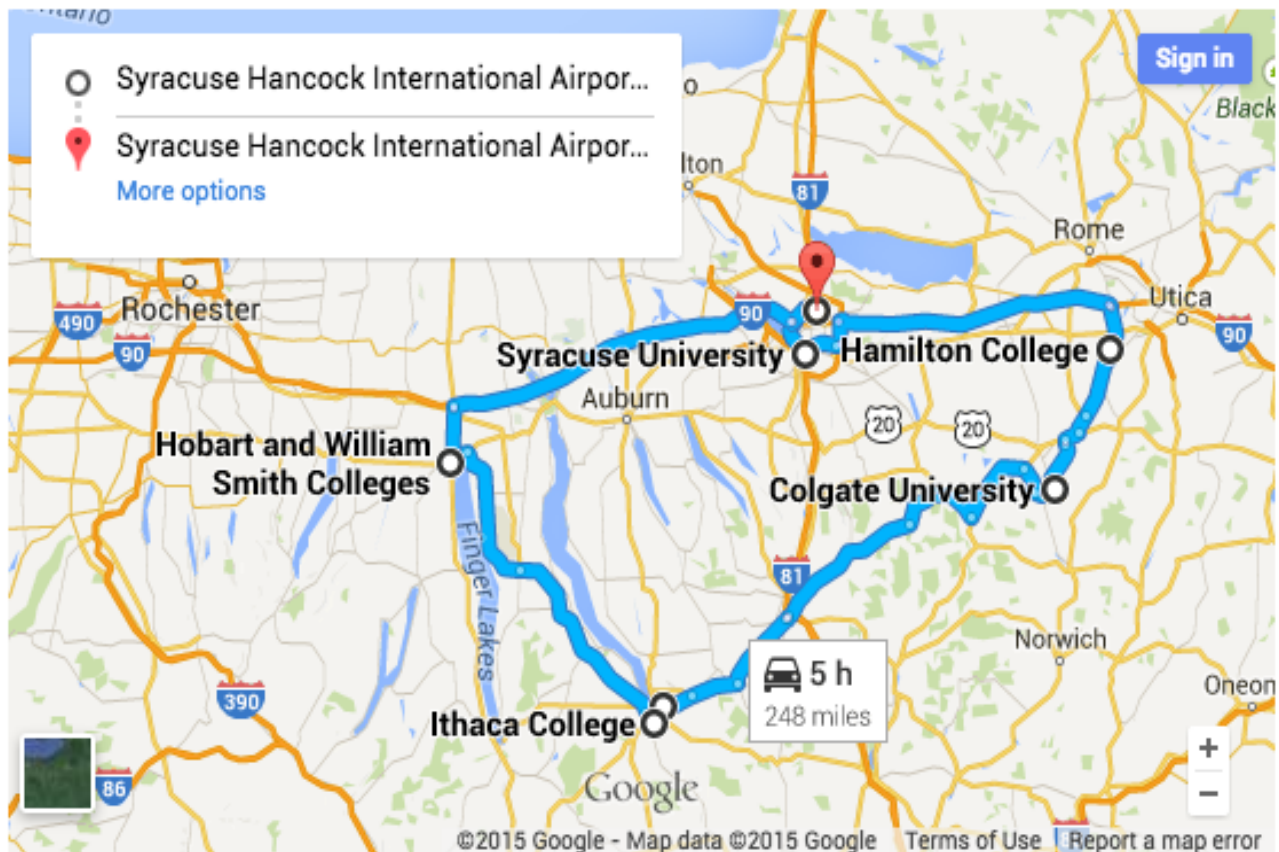 Ontario
Syracuse Hancock International Airpor...
Syracuse Hancock International Airpor...
More options
Sign in
Black
lton
81
Rome
Rochester
490
90
90
Utica
90
Syracuse University
Hamilton College
Auburn
20
20
Hobart and William
Smith Colleges
Colgate University
Finger Lakes
81
Norwich
5 h
248 miles
390
Oneon
Ithaca College
86
Google
+
−
©2015 Google - Map data ©2015 Google
Terms of Use
Report a map error